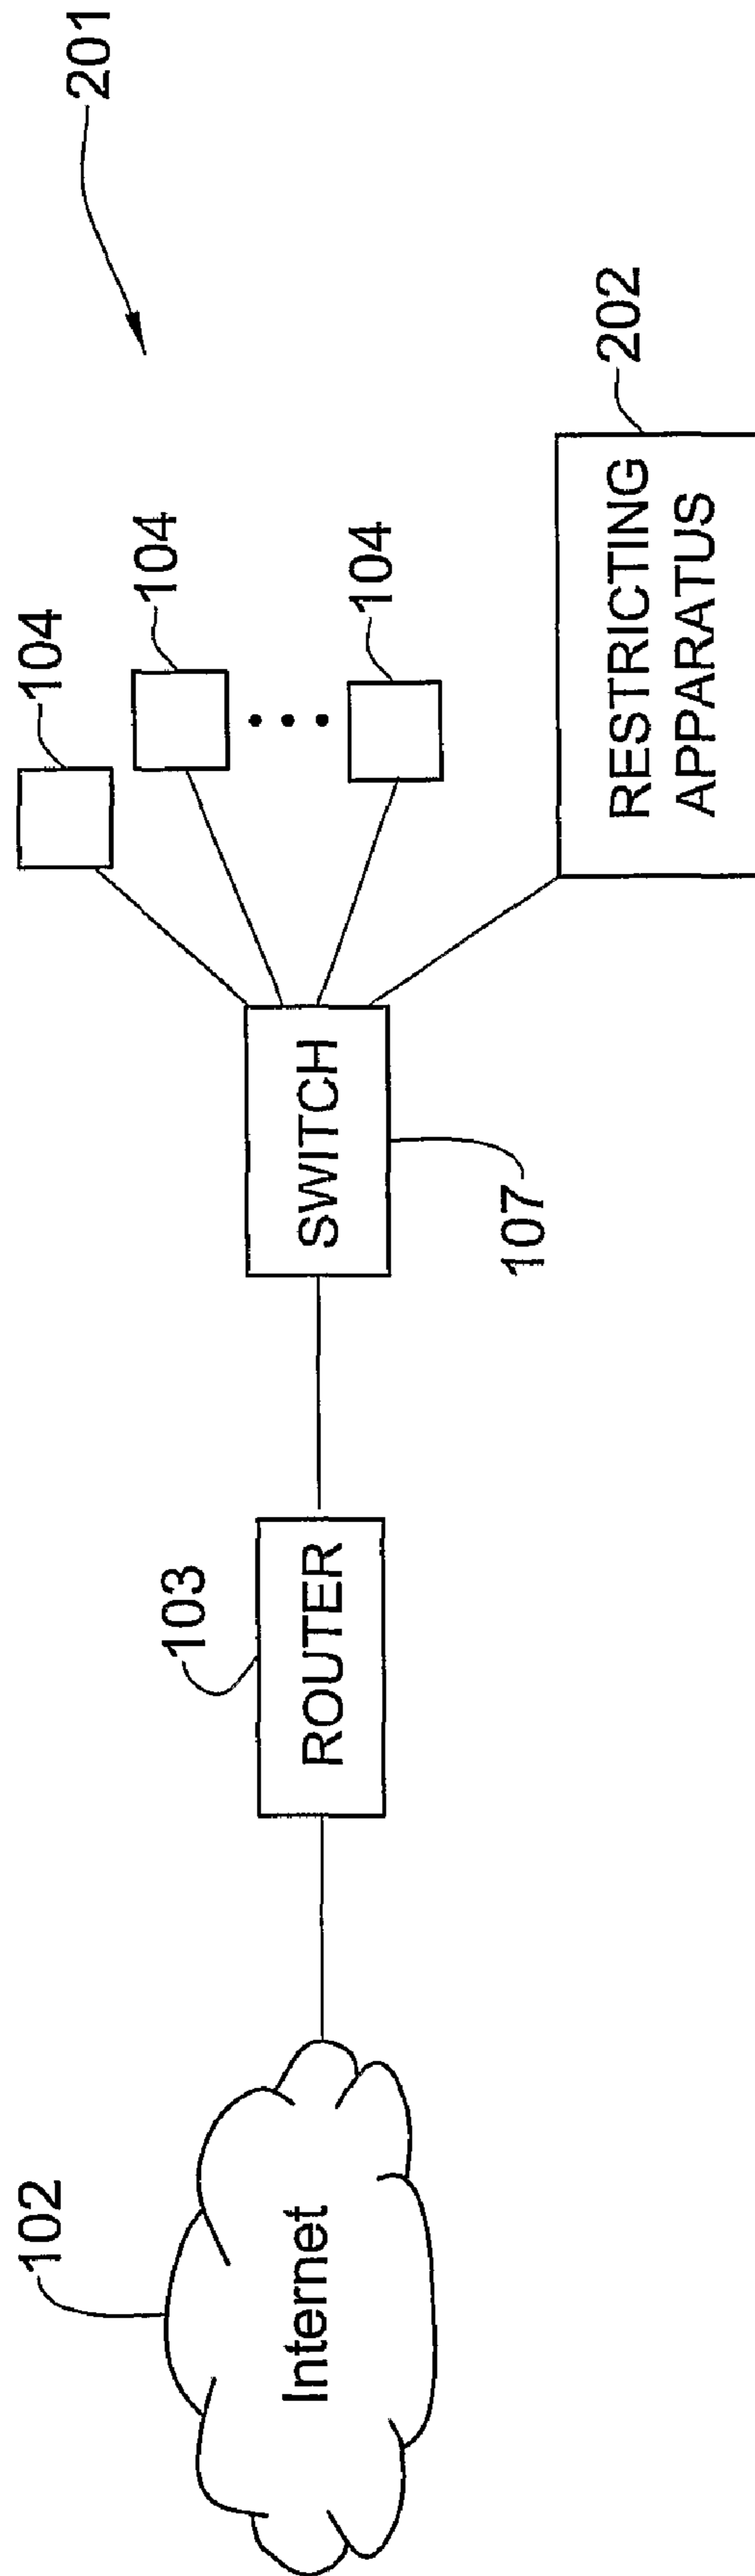 201
104
104
104
202
RESTRICTING
APPARATUS
SWITCH
107
103
ROUTER
102
Internet